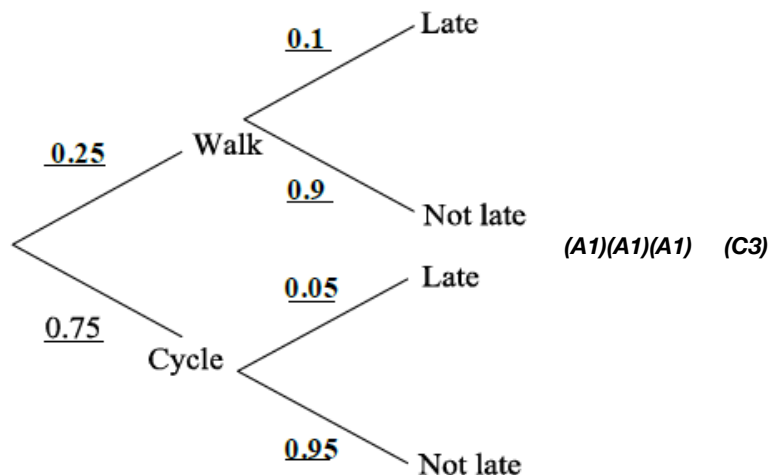 Late
0.1
0.25
Walk
0.9
Not late
(A1)(A1)(A1) (C3)
Late
0.05
0.75
Cycle
0.95
Not late